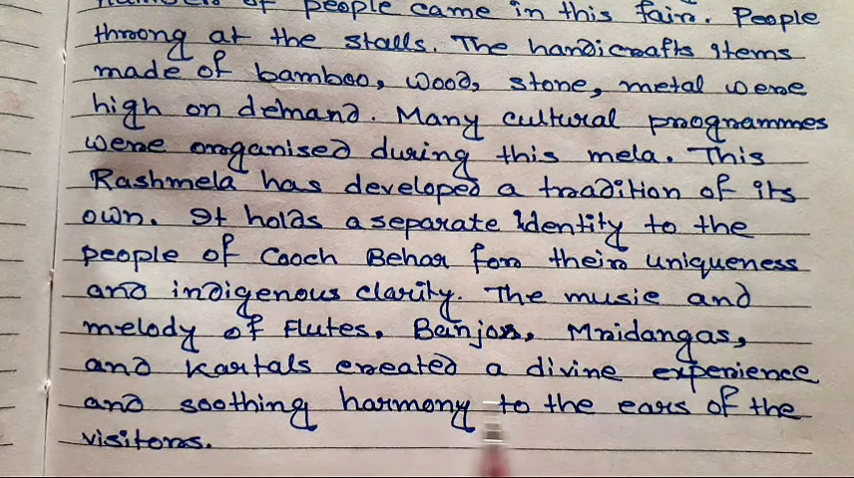 numbers of people came in this fair. People
throng at the stalls. The handicrafts items
made of bamboo, wood, stone, metal were
high on demand. Many cultural programmes
were organised during this mela. This
Rashmela has developed a tradition of its
own. It holds a separate identity to the
people of Cooch Behar for their uniqueness
and indigenous clarity. The music and
melody of flutes, Banjos, Mridangas,
and Kartals created a divine experience
and soothing harmony to the ears of the
visitors.